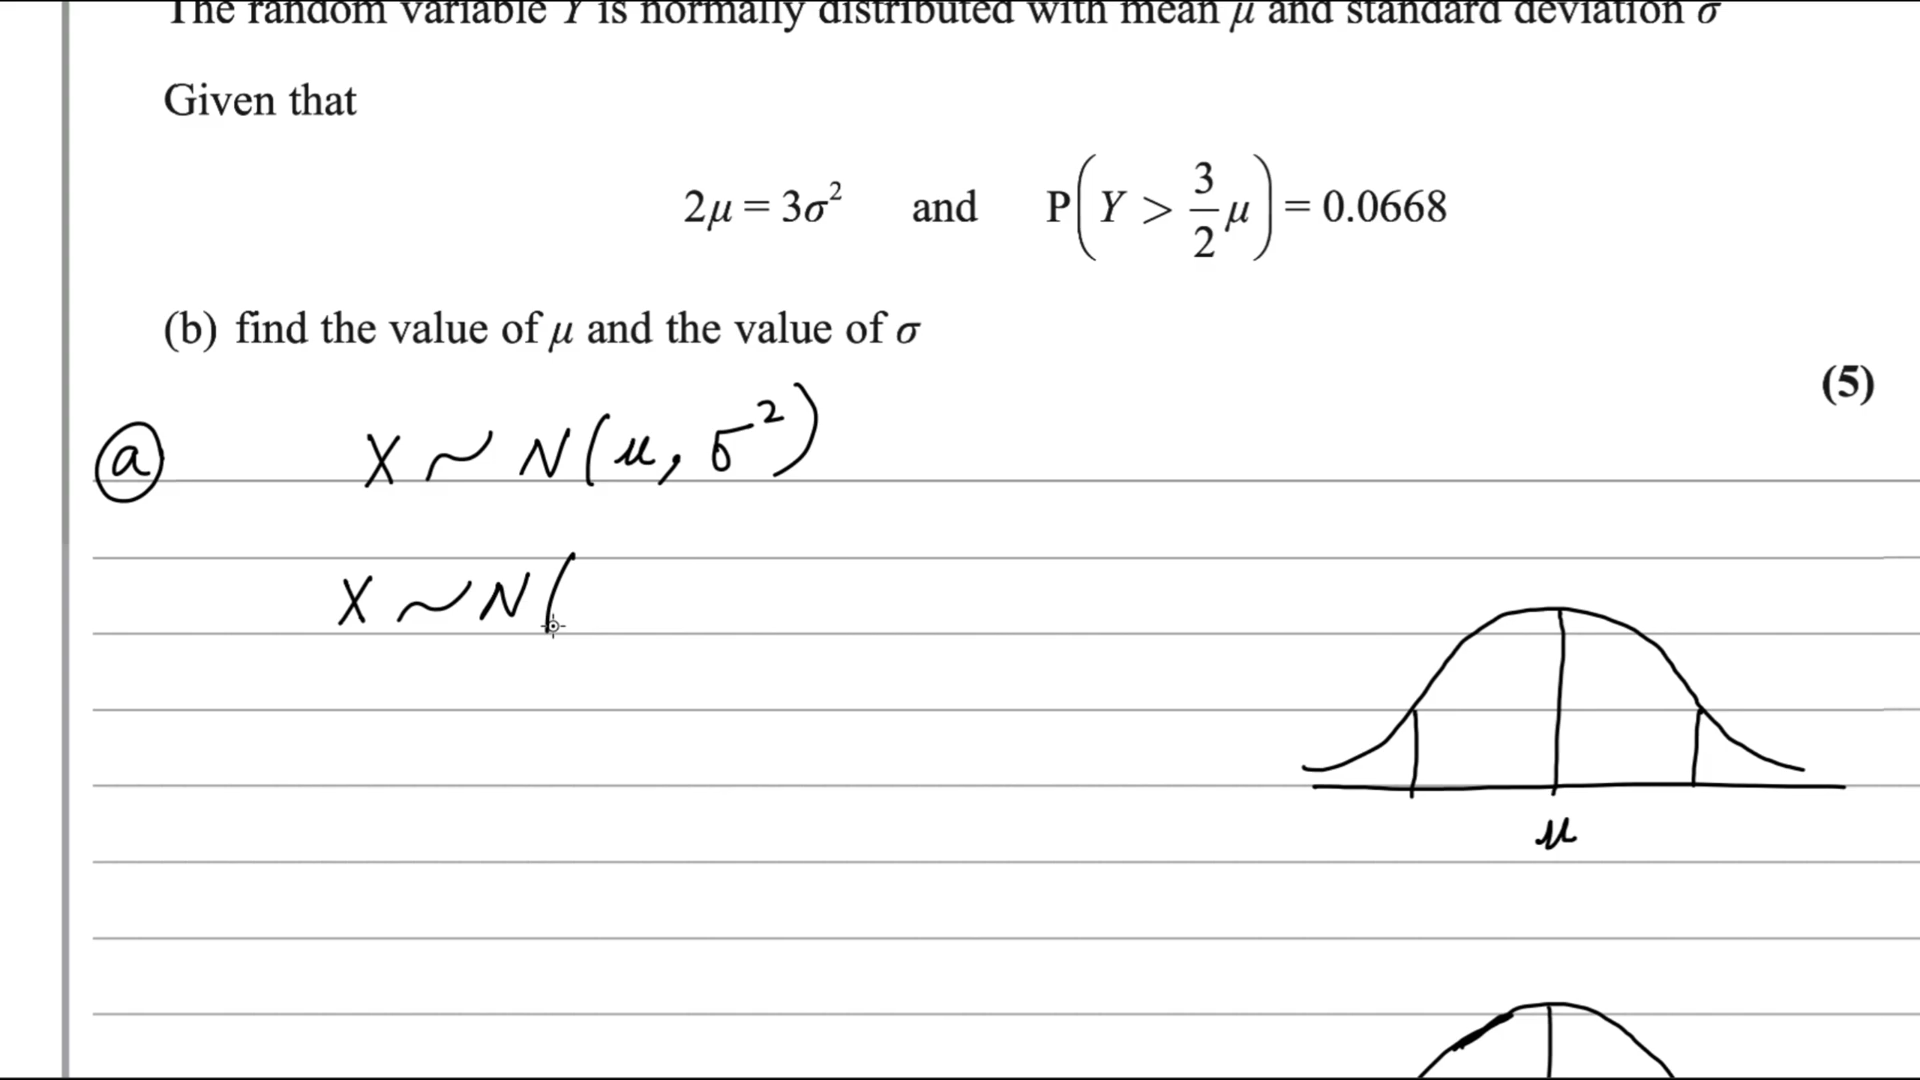 The random variable Y is normally distributed with mean μ and standard deviation σ
Given that
2μ = 3σ² and P(Y > 3/2 μ) = 0.0668
(b) find the value of μ and the value of σ
(5)
(a) X ~ N(μ, σ²)
X ~ N(
μ